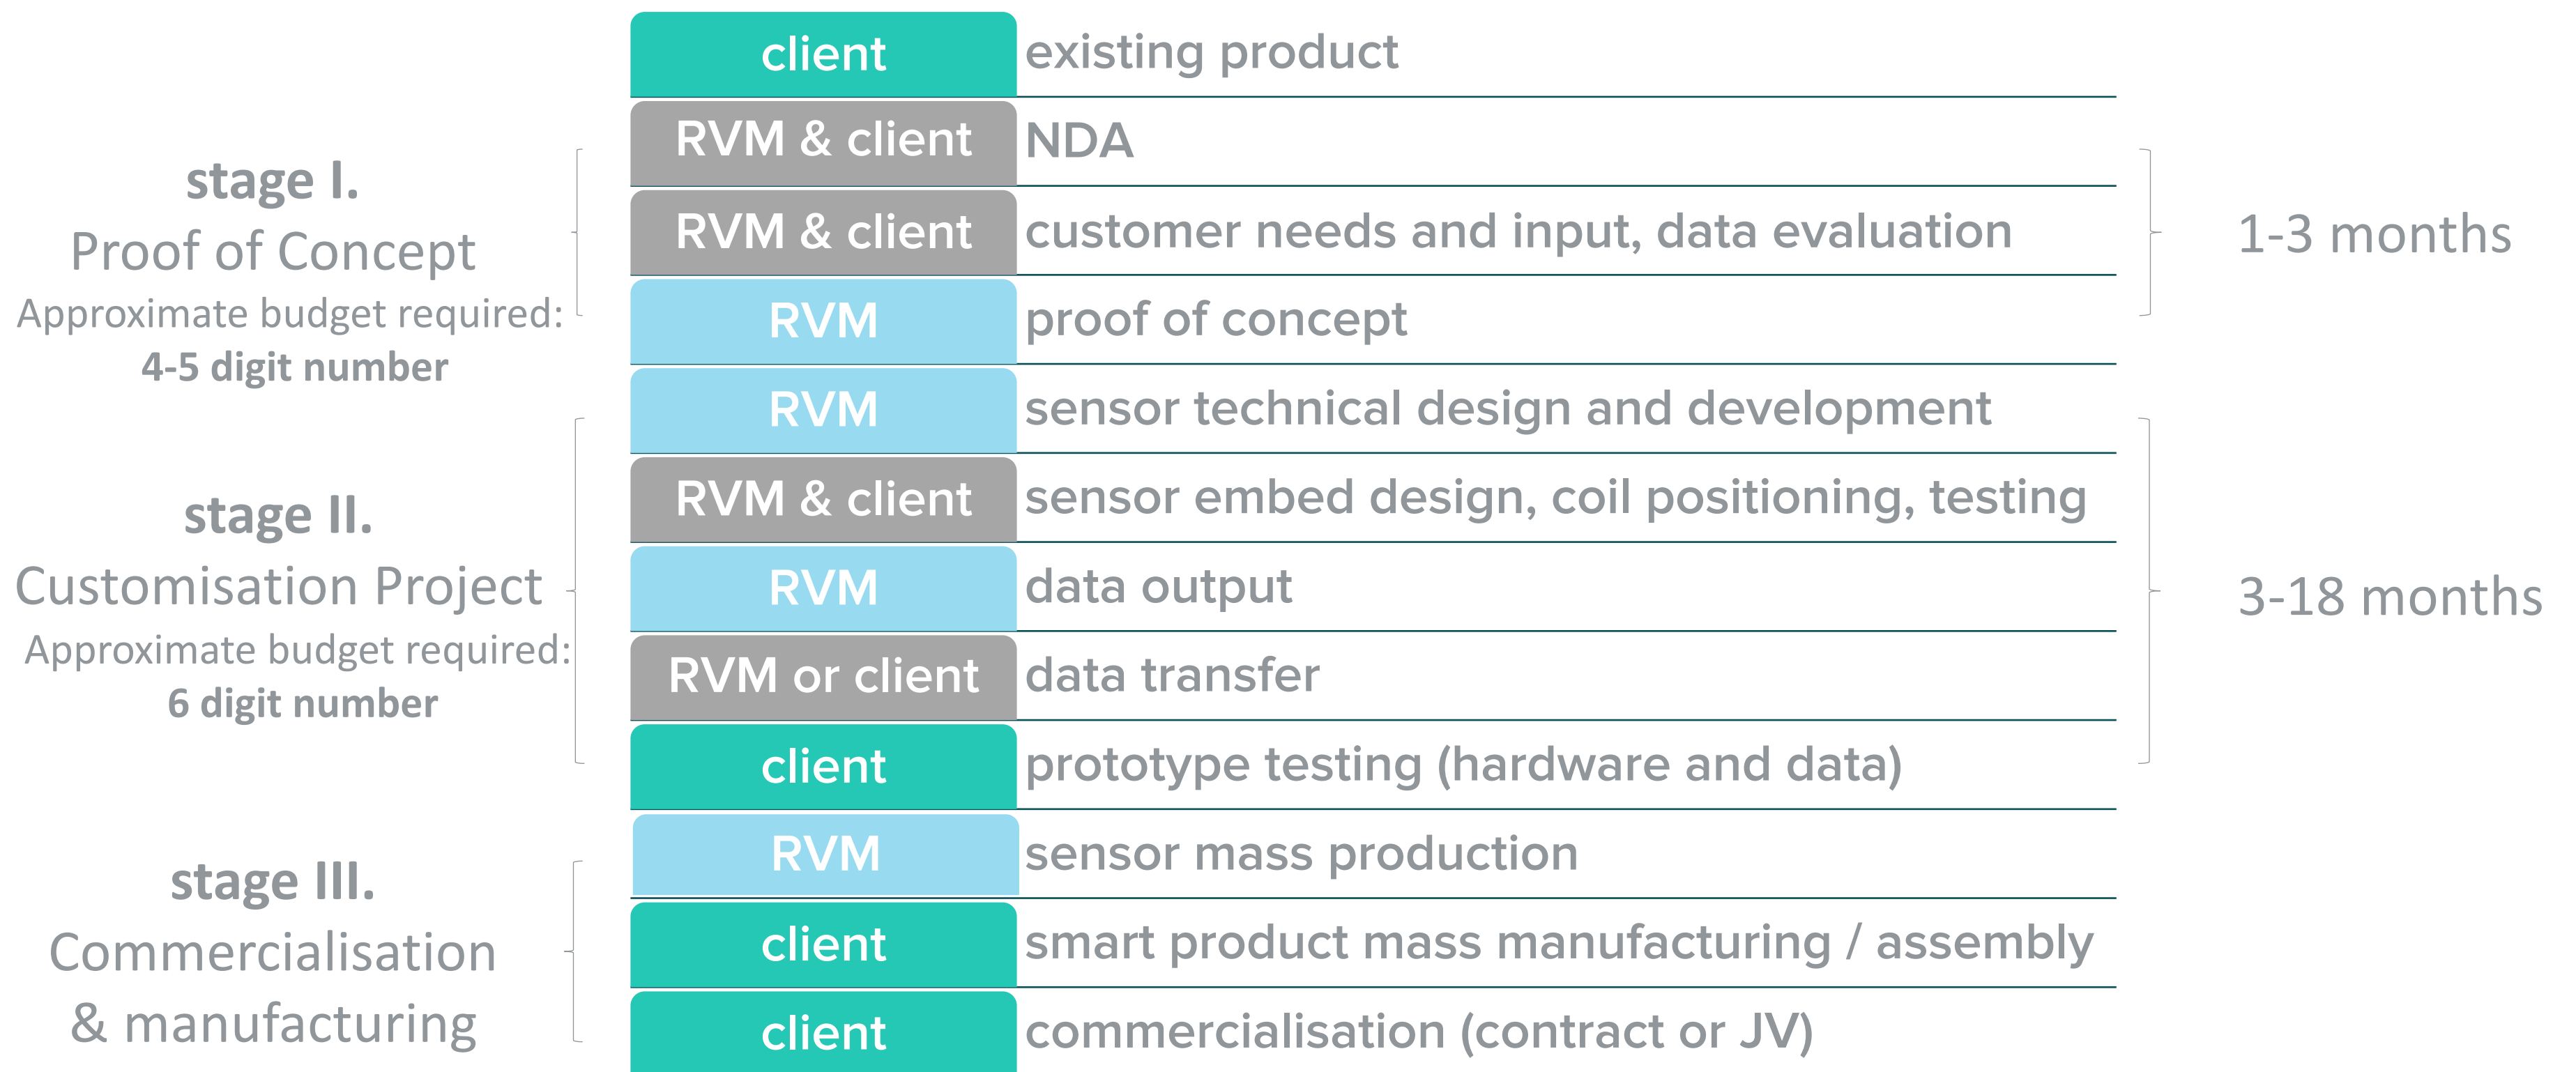 client existing product
RVM & client NDA
stage I.
Proof of Concept
Approximate budget required:
4-5 digit number
RVM & client customer needs and input, data evaluation
1-3 months
RVM proof of concept
RVM sensor technical design and development
stage II.
Customisation Project
Approximate budget required:
6 digit number
RVM & client sensor embed design, coil positioning, testing
RVM data output
3-18 months
RVM or client data transfer
client prototype testing (hardware and data)
stage III.
Commercialisation
& manufacturing
RVM sensor mass production
client smart product mass manufacturing / assembly
client commercialisation (contract or JV)